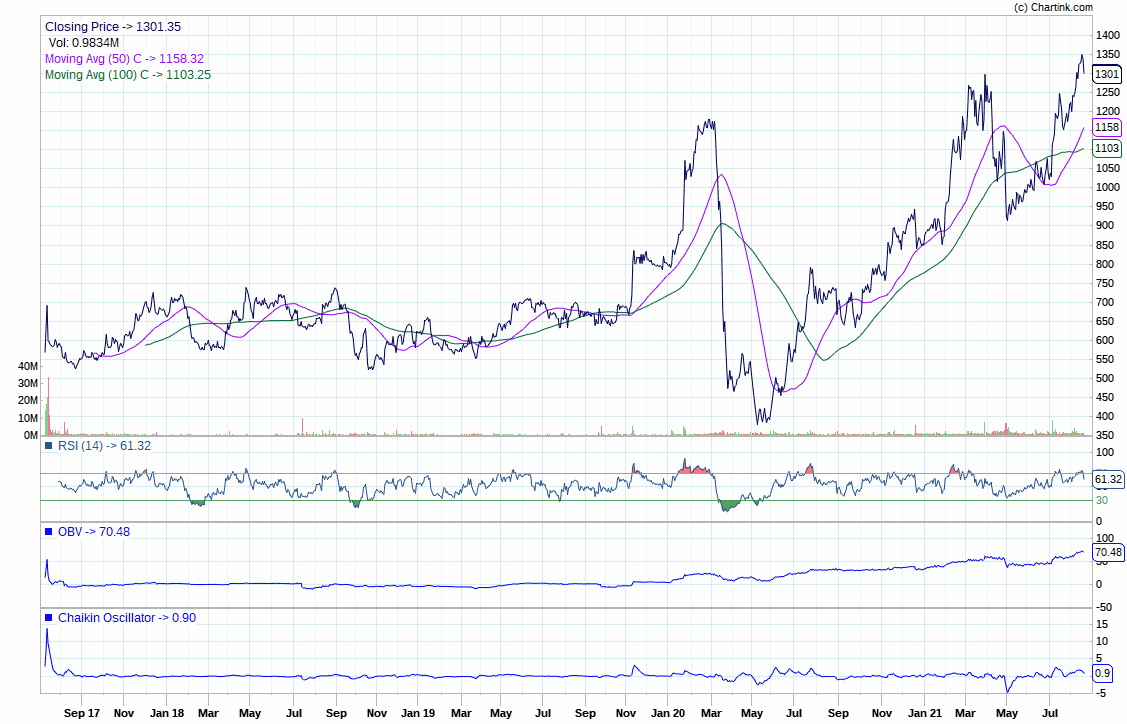 (c) Chartink.com
Closing Price -> 1301.35
Vol: 0.9834M
Moving Avg (50) C -> 1158.32
Moving Avg (100) C -> 1103.25
1400
1350
1301
1250
1200
1158
1103
1050
1000
950
900
850
800
750
700
650
600
550
500
450
400
350
40M
30M
20M
10M
0M
RSI (14) -> 61.32
100
61.32
30
0
OBV -> 70.48
100
70.48
50
0
-50
Chaikin Oscillator -> 0.90
15
10
5
0.9
-5
Sep 17 Nov Jan 18 Mar May Jul Sep Nov Jan 19 Mar May Jul Sep Nov Jan 20 Mar May Jul Sep Nov Jan 21 Mar May Jul